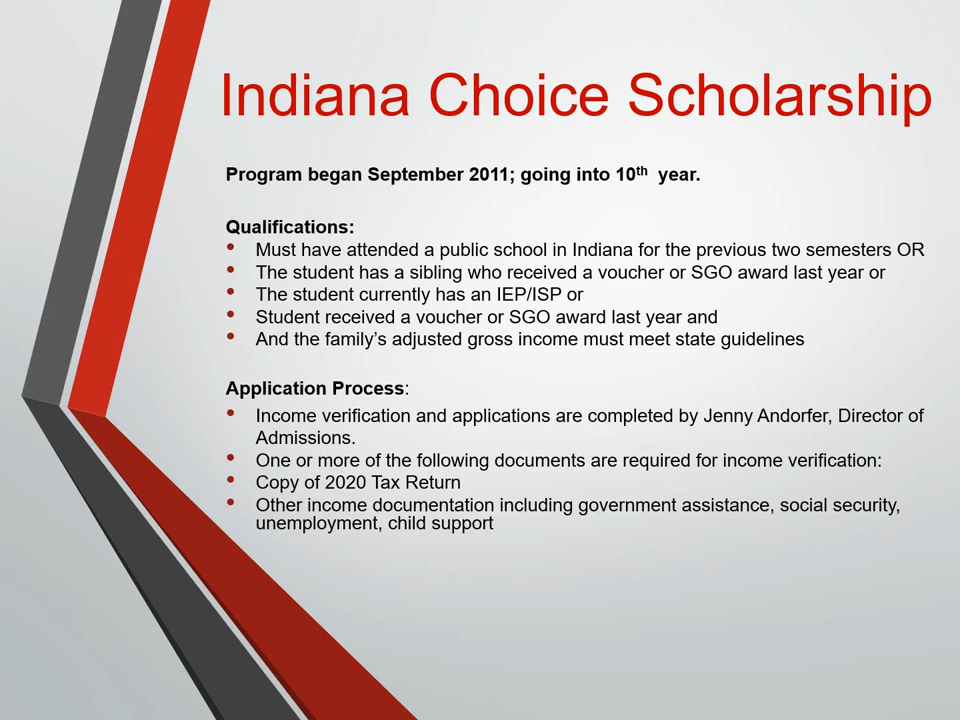 Indiana Choice Scholarship
Program began September 2011; going into 10th year.
Qualifications:
• Must have attended a public school in Indiana for the previous two semesters OR
• The student has a sibling who received a voucher or SGO award last year or
• The student currently has an IEP/ISP or
• Student received a voucher or SGO award last year and
• And the family’s adjusted gross income must meet state guidelines
Application Process:
• Income verification and applications are completed by Jenny Andorfer, Director of
Admissions.
• One or more of the following documents are required for income verification:
• Copy of 2020 Tax Return
• Other income documentation including government assistance, social security,
unemployment, child support